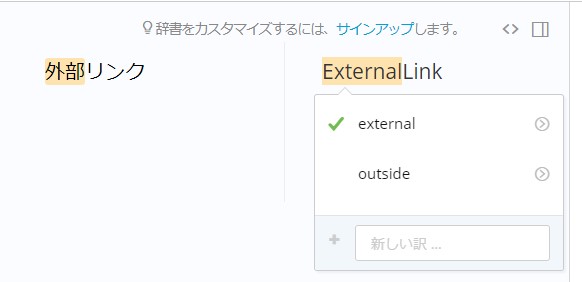 辞書をカスタマイズするには、サインアップします。
外部リンク
ExternalLink
external
outside
新しい訳 ...